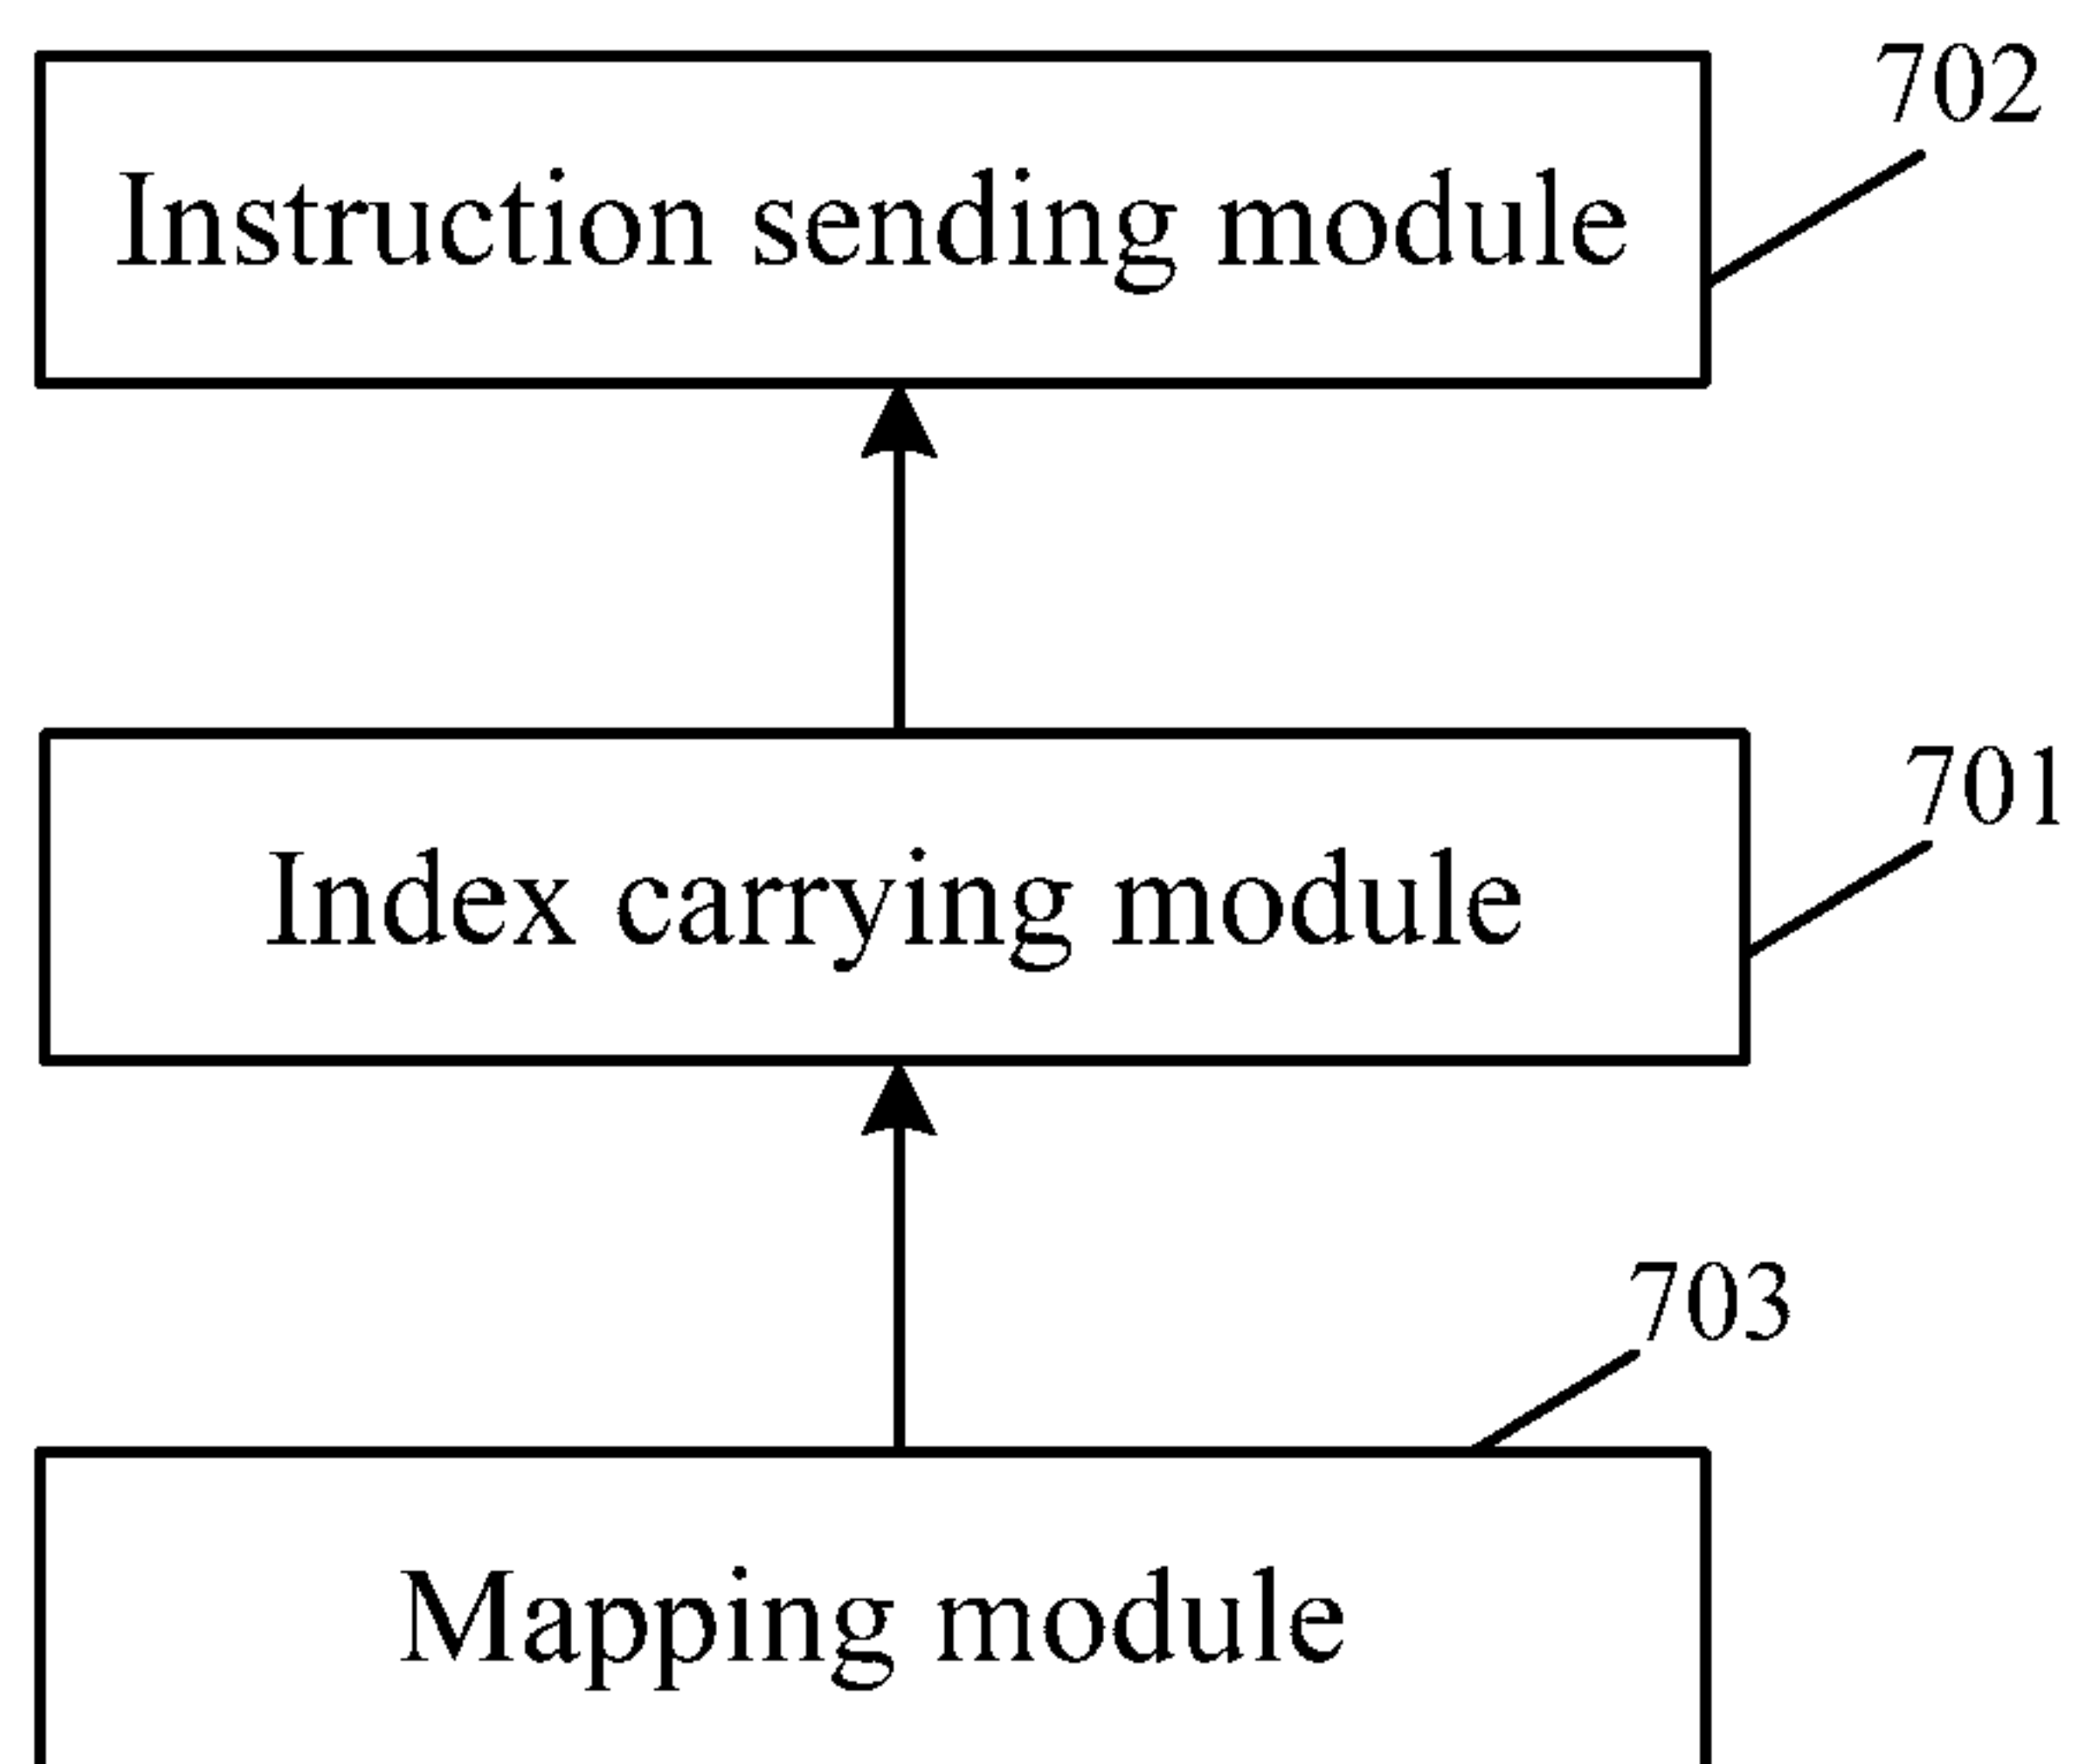 702
Instruction sending module
701
Index carrying module
703
Mapping module